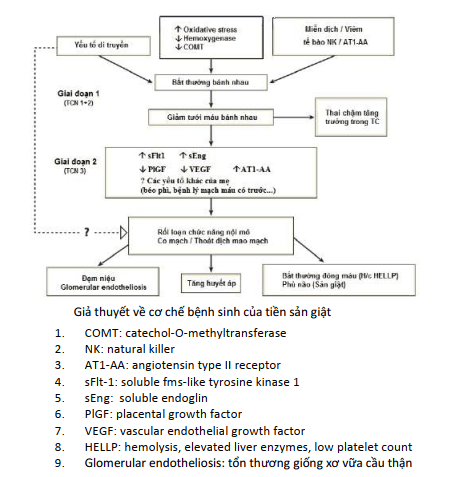 ↑ Oxidative stress
↓ Hemoxygenase
↓ COMT
Miễn dịch / Viêm
tế bào NK / AT1-AA
Yếu tố di truyền
Bất thường bánh nhau
Giai đoạn 1
(TCN 1+2)
Giảm tưới máu bánh nhau
Thai chậm tăng
trưởng trong TC
Giai đoạn 2
(TCN 3)
↑ sFlt1 ↑ sEng
↓ PlGF ↓ VEGF ↑ AT1-AA
? Các yếu tố khác của mẹ
(béo phì, bệnh lý mạch máu có trước...)
?
Rối loạn chức năng nội mô
Co mạch / Thoát dịch mao mạch
Đạm niệu
Glomerular endotheliosis
Tăng huyết áp
Bất thường đông máu (H/c HELLP)
Phù não (Sản giật)
Giả thuyết về cơ chế bệnh sinh của tiền sản giật
1. COMT: catechol-O-methyltransferase
2. NK: natural killer
3. AT1-AA: angiotensin type II receptor
4. sFlt-1: soluble fms-like tyrosine kinase 1
5. sEng: soluble endoglin
6. PlGF: placental growth factor
7. VEGF: vascular endothelial growth factor
8. HELLP: hemolysis, elevated liver enzymes, low platelet count
9. Glomerular endotheliosis: tổn thương giống xơ vữa cầu thận